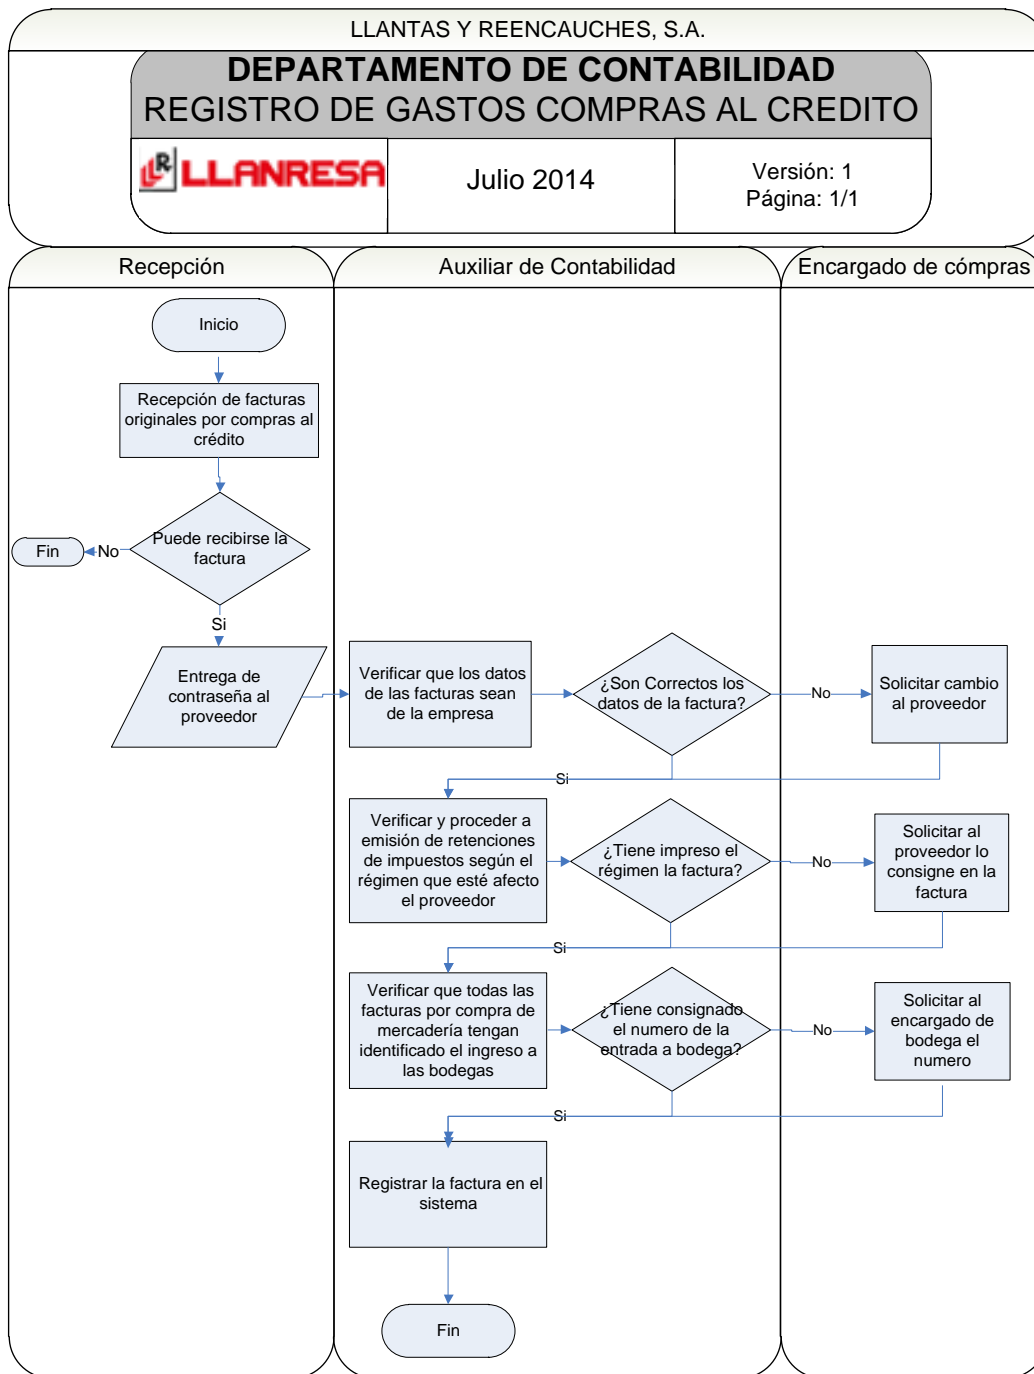 LLANTAS Y REENCAUCHES, S.A.
DEPARTAMENTO DE CONTABILIDAD
REGISTRO DE GASTOS COMPRAS AL CREDITO
LLR LLANRESA
Julio 2014
Versión: 1
Página: 1/1
Recepción
Auxiliar de Contabilidad
Encargado de cómpras
Inicio
Recepción de facturas
originales por compras al
crédito
Puede recibirse la
factura
No
Fin
Si
Entrega de
contraseña al
proveedor
Verificar que los datos
de las facturas sean
de la empresa
¿Son Correctos los
datos de la factura?
No
Solicitar cambio
al proveedor
Si
Verificar y proceder a
emisión de retenciones
de impuestos según el
régimen que esté afecto
el proveedor
¿Tiene impreso el
régimen la factura?
No
Solicitar al
proveedor lo
consigne en la
factura
Si
Verificar que todas las
facturas por compra de
mercadería tengan
identificado el ingreso a
las bodegas
¿Tiene consignado
el numero de la
entrada a bodega?
No
Solicitar al
encargado de
bodega el
numero
Si
Registrar la factura en el
sistema
Fin